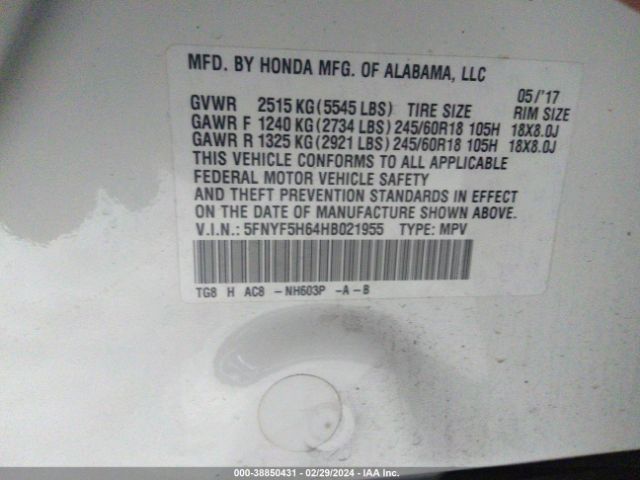 MFD. BY HONDA MFG. OF ALABAMA, LLC
05/'17
GVWR 2515 KG(5545 LBS) TIRE SIZE RIM SIZE
GAWR F 1240 KG(2734 LBS)245/60R18 105H 18X8.0J
GAWR R 1325 KG(2921 LBS)245/60R18 105H 18X8.0J
THIS VEHICLE CONFORMS TO ALL APPLICABLE
FEDERAL MOTOR VEHICLE SAFETY
AND THEFT PREVENTION STANDARDS IN EFFECT
ON THE DATE OF MANUFACTURE SHOWN ABOVE.
V.I.N.: 5FNYF5H64HB021955 TYPE: MPV
TG8 H AC8 -NH603P -A-B
000-38850431 - 02/29/2024 - IAA Inc.